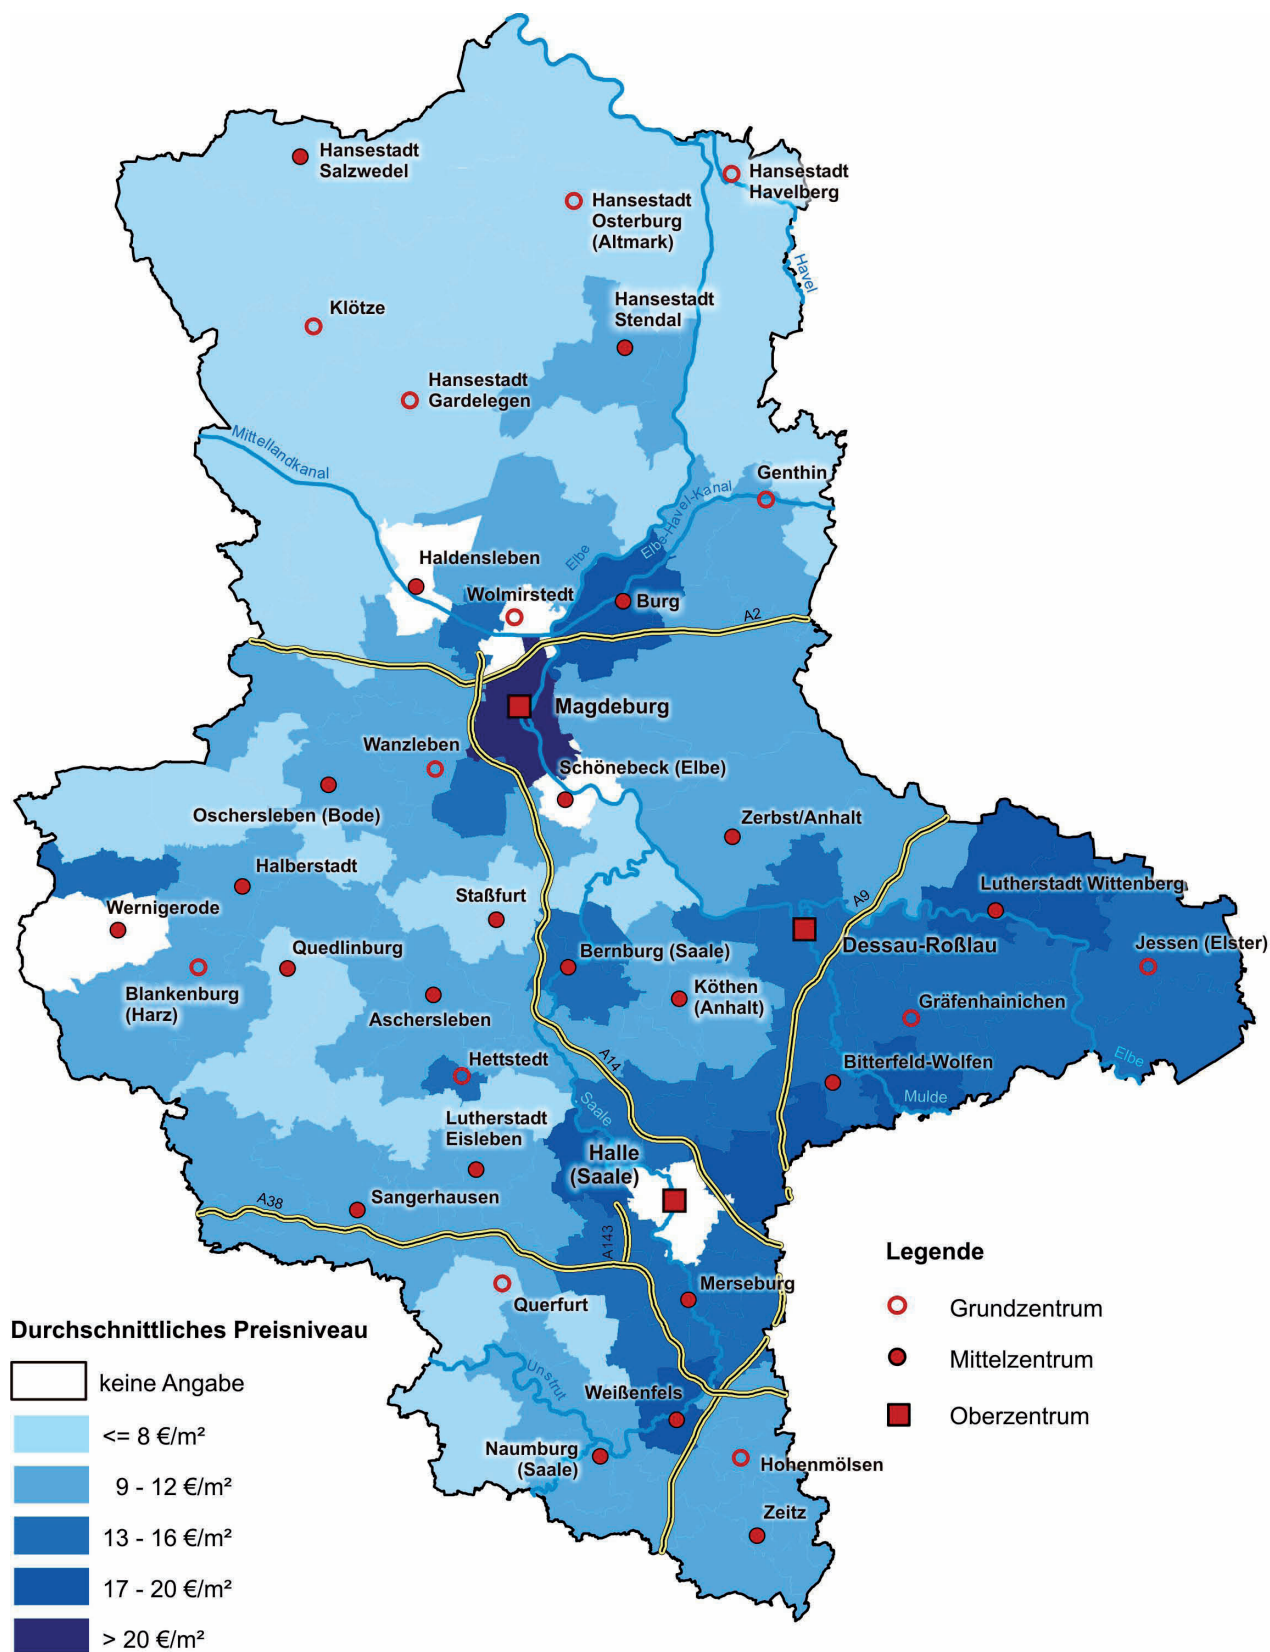 Hansestadt
Salzwedel
Hansestadt
Havelberg
Hansestadt
Osterburg
(Altmark)
Havel
Hansestadt
Stendal
Klötze
Hansestadt
Gardelegen
Mittellandkanal
Genthin
Elbe-Havel-Kanal
Elbe
Haldensleben
Wolmirstedt
Burg
A2
Magdeburg
Wanzleben
Schönebeck (Elbe)
Oschersleben (Bode)
Zerbst/Anhalt
Halberstadt
Staßfurt
A9
Lutherstadt Wittenberg
Wernigerode
Quedlinburg
Bernburg (Saale)
Dessau-Roßlau
Jessen (Elster)
Blankenburg
(Harz)
Aschersleben
Köthen
(Anhalt)
Gräfenhainichen
Hettstedt
A14
Bitterfeld-Wolfen
Elbe
Mulde
Saale
Lutherstadt
Eisleben
Halle
(Saale)
Sangerhausen
A38
A143
Merseburg
Querfurt
Unstrut
Weißenfels
Naumburg
(Saale)
Hohenmölsen
Zeitz
Legende
Grundzentrum
Mittelzentrum
Oberzentrum
Durchschnittliches Preisniveau
keine Angabe
<= 8 €/m²
9 - 12 €/m²
13 - 16 €/m²
17 - 20 €/m²
> 20 €/m²